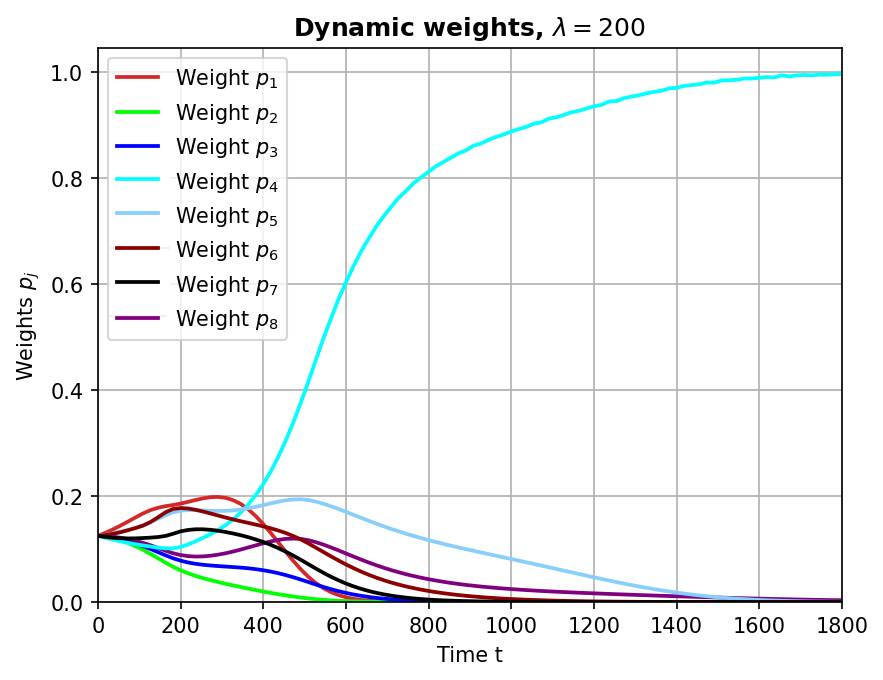 Dynamic weights, λ = 200
Weights p_j
1.0
0.8
0.6
0.4
0.2
0.0
Weight p₁
Weight p₂
Weight p₃
Weight p₄
Weight p₅
Weight p₆
Weight p₇
Weight p₈
0 200 400 600 800 1000 1200 1400 1600 1800
Time t